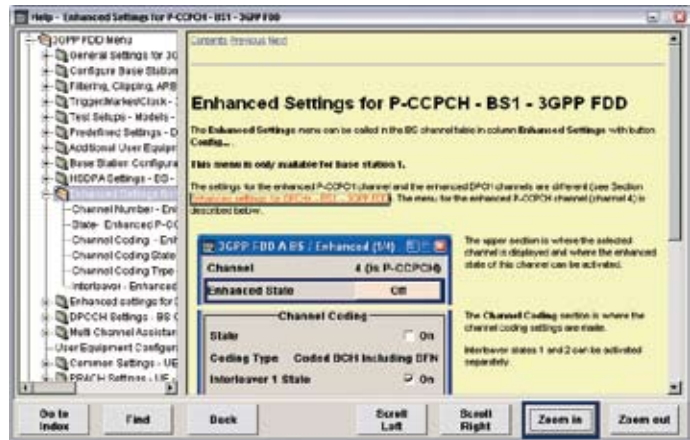 Help - Enhanced Settings for P-CCPCH - BS1 - 3GPP FDD
3GPP FDD Menu
General Settings for 3G
Configure Base Station
Filtering, Clipping, ARB
Trigger/Marker/Clock -
Test Setups - Models -
Predefined Settings - D
Additional User Equipm
Base Station Configura
HSDPA Settings - BS -
Channel Number - Enh
State - Enhanced P-CC
Channel Coding - Enh
Channel Coding State
Channel Coding Type
Interleaver - Enhanced
Enhanced settings for D
DPCCH Settings - BS C
Multi Channel Assistan
User Equipment Configur
Common Settings - UE
PRACH Settings - UE -
Contents Previous Next
Enhanced Settings for P-CCPCH - BS1 - 3GPP FDD
The Enhanced Settings menu can be called in the BS channel table in column Enhanced Settings with button
Config...
This menu is only available for base station 1.
The settings for the enhanced P-CCPCH channel and the enhanced DPCH channels are different (see Section
Enhanced settings for DPCHs - BS1 - 3GPP FDD). The menu for the enhanced P-CCPCH channel (channel 4) is
described below.
3GPP FDD A BS / Enhanced (1/4)
Channel 4 (is P-CCPCH)
Enhanced State Off
Channel Coding
State On
Coding Type Coded BCH Including SFN
Interleaver 1 State On
The upper section is where the selected
channel is displayed and where the enhanced
state of this channel can be activated.
The Channel Coding section is where the
channel coding settings are made.
Interleaver states 1 and 2 can be activated
separately.
Go to Index
Find
Back
Scroll Left
Scroll Right
Zoom in
Zoom out